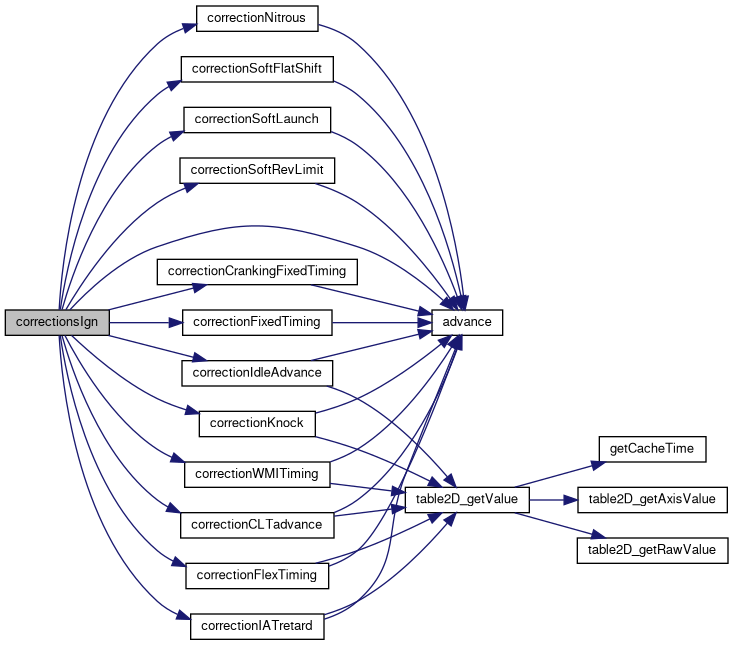 correctionNitrous
correctionSoftFlatShift
correctionSoftLaunch
correctionSoftRevLimit
correctionCrankingFixedTiming
correctionsIgn
correctionFixedTiming
advance
correctionIdleAdvance
correctionKnock
getCacheTime
correctionWMITiming
table2D_getValue
table2D_getAxisValue
correctionCLTadvance
table2D_getRawValue
correctionFlexTiming
correctionIATretard